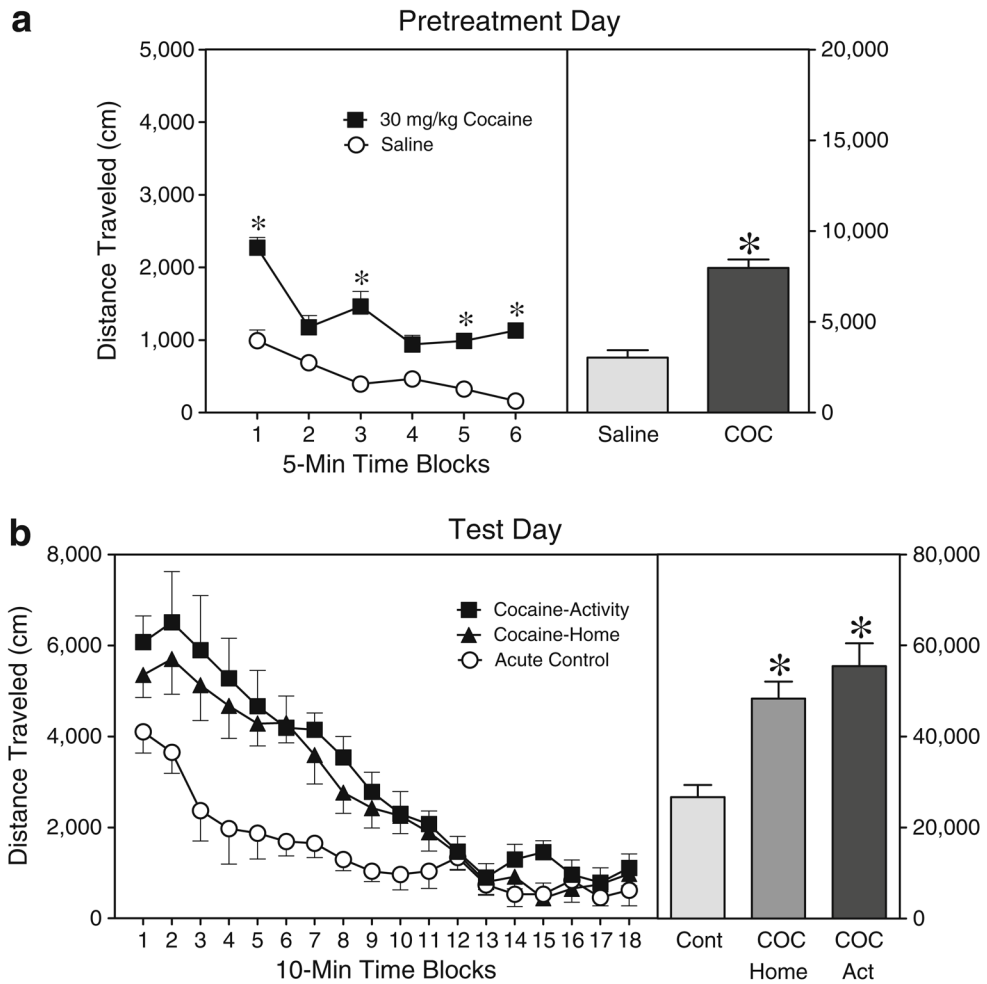 a
Pretreatment Day
5,000
4,000
3,000
2,000
1,000
0
Distance Traveled (cm)
30 mg/kg Cocaine
Saline
*
*
*
*
1 2 3 4 5 6
5-Min Time Blocks
20,000
15,000
10,000
5,000
0
*
Saline COC
b
Test Day
8,000
6,000
4,000
2,000
0
Distance Traveled (cm)
Cocaine-Activity
Cocaine-Home
Acute Control
1 2 3 4 5 6 7 8 9 10 11 12 13 14 15 16 17 18
10-Min Time Blocks
80,000
60,000
40,000
20,000
0
*
*
Cont COC COC
Home Act